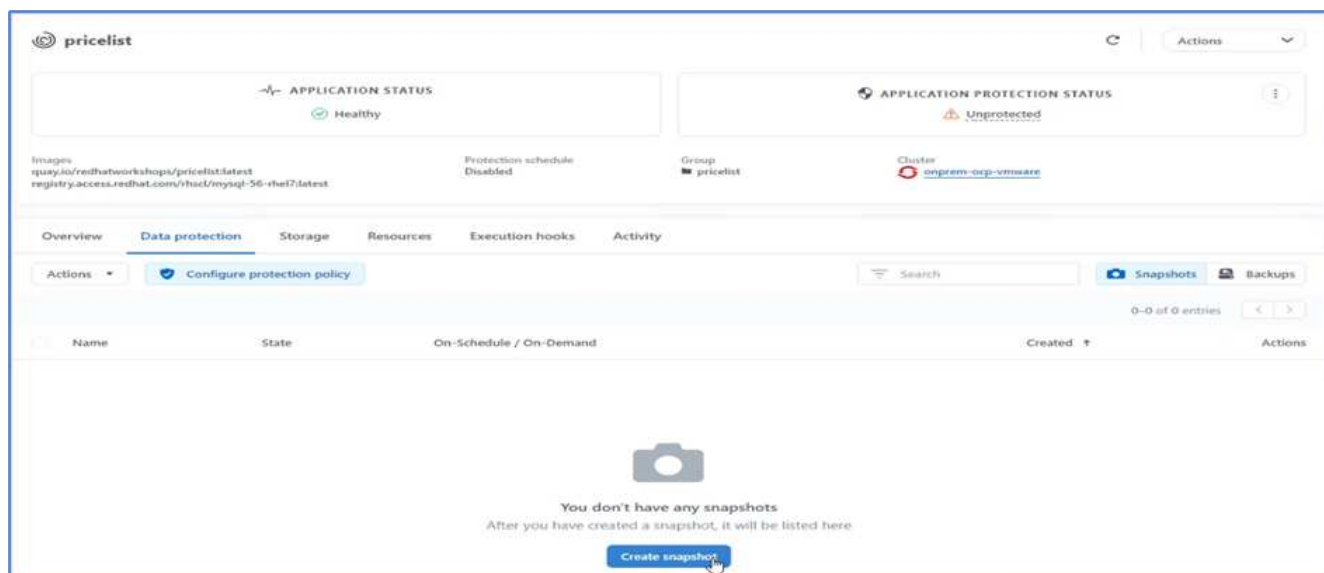 pricelist
Actions
APPLICATION STATUS
Healthy
APPLICATION PROTECTION STATUS
Unprotected
Images
quay.io/redhatworkshops/pricelist:latest
registry.access.redhat.com/rhscl/mysql-56-rhel7:latest
Protection schedule
Disabled
Group
pricelist
Cluster
onprem-ocp-vmware
Overview Data protection Storage Resources Execution hooks Activity
Actions Configure protection policy Search Snapshots Backups
0–0 of 0 entries < >
Name State On-Schedule / On-Demand Created ↑ Actions
You don't have any snapshots
After you have created a snapshot, it will be listed here
Create snapshot